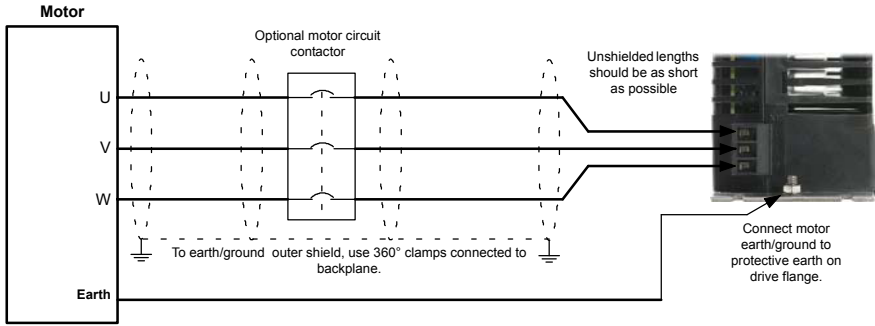 Motor
Optional motor circuit
contactor
Unshielded lengths
should be as short
as possible
U
V
W
To earth/ground outer shield, use 360° clamps connected to
backplane.
Connect motor
earth/ground to
protective earth on
drive flange.
Earth